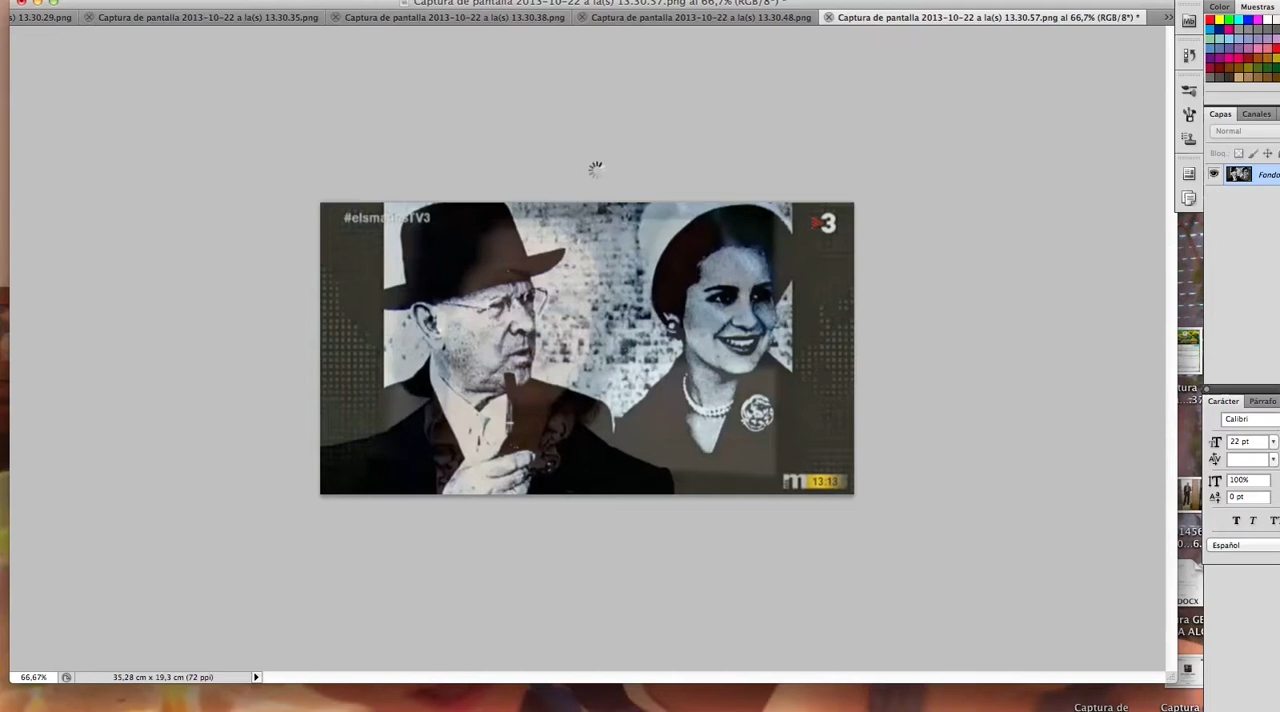 Captura de pantalla 2013-10-22 a la(s) 13.30.57.png al 66,7% (RGB/8*) *
s) 13.30.29.png
Captura de pantalla 2013-10-22 a la(s) 13.30.35.png
Captura de pantalla 2013-10-22 a la(s) 13.30.38.png
Captura de pantalla 2013-10-22 a la(s) 13.30.48.png
Captura de pantalla 2013-10-22 a la(s) 13.30.57.png al 66,7% (RGB/8*) *
>>
Mb
Color
Muestras
Capas
Canales
Normal
Bloq.:
Fondo
#elsmatinsTV3
3
m 13:13
Carácter
Párrafo
Calibri
22 pt
100%
0 pt
T T TT
Español
DOCX
66,67%
35,28 cm x 19,3 cm (72 ppi)
Captura de
Captura